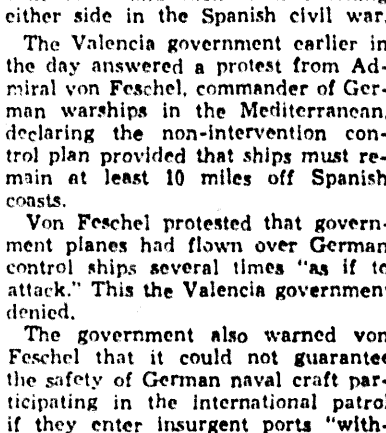 either side in the Spanish civil war.
The Valencia government earlier in
the day answered a protest from Ad-
miral von Feschel, commander of Ger-
man warships in the Mediterranean,
declaring the non-intervention con-
trol plan provided that ships must re-
main at least 10 miles off Spanish
coasts.
Von Feschel protested that govern-
ment planes had flown over German
control ships several times "as if to
attack." This the Valencia government
denied.
The government also warned von
Feschel that it could not guarantee
the safety of German naval craft par-
ticipating in the international patrol
if they enter insurgent ports "with-